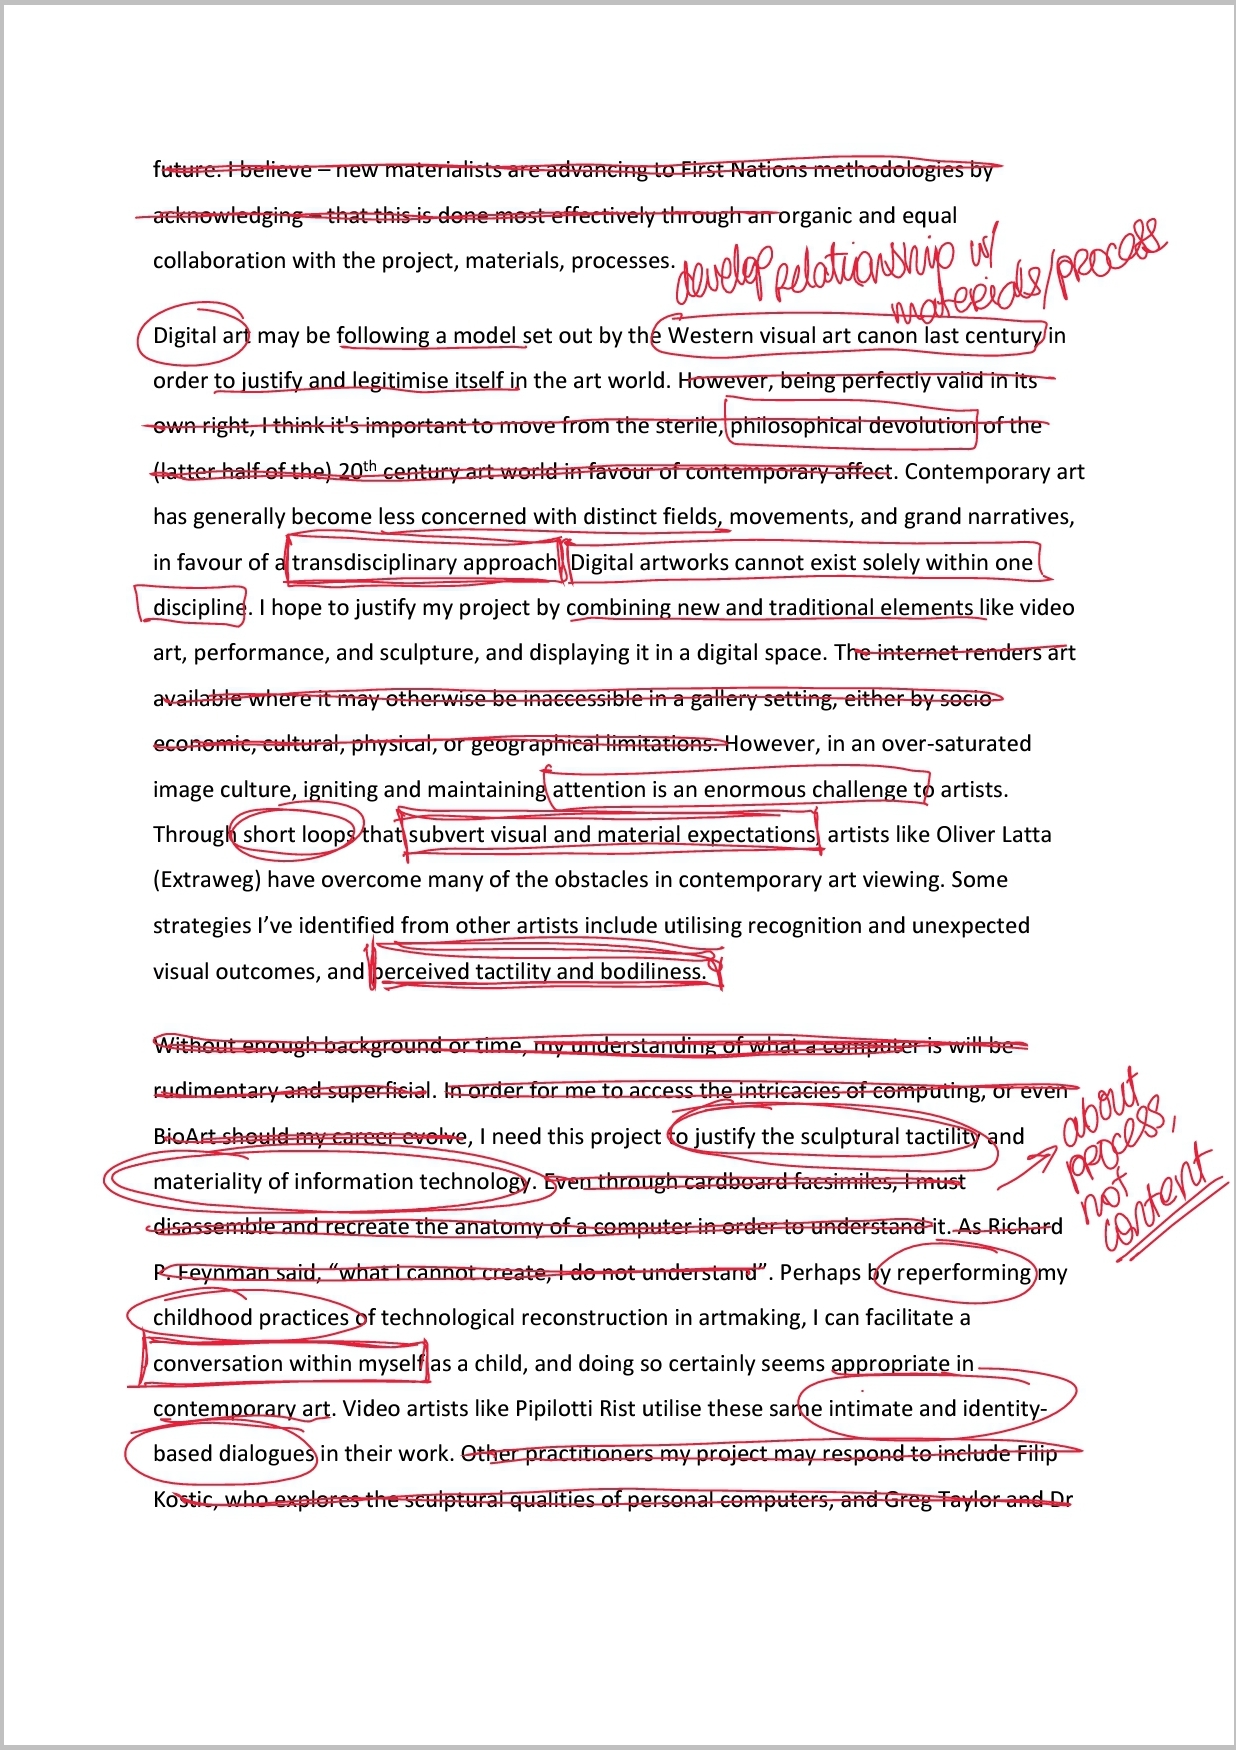 future. I believe – new materialists are advancing to First Nations methodologies by
acknowledging – that this is done most effectively through an organic and equal
collaboration with the project, materials, processes.
develop relationship w/
materials/process
Digital art may be following a model set out by the Western visual art canon last century in
order to justify and legitimise itself in the art world. However, being perfectly valid in its
own right, I think it's important to move from the sterile, philosophical devolution of the
(latter half of the) 20th century art world in favour of contemporary affect. Contemporary art
has generally become less concerned with distinct fields, movements, and grand narratives,
in favour of a transdisciplinary approach. Digital artworks cannot exist solely within one
discipline. I hope to justify my project by combining new and traditional elements like video
art, performance, and sculpture, and displaying it in a digital space. The internet renders art
available where it may otherwise be inaccessible in a gallery setting, either by socio-
economic, cultural, physical, or geographical limitations. However, in an over-saturated
image culture, igniting and maintaining attention is an enormous challenge to artists.
Through short loops that subvert visual and material expectations, artists like Oliver Latta
(Extraweg) have overcome many of the obstacles in contemporary art viewing. Some
strategies I’ve identified from other artists include utilising recognition and unexpected
visual outcomes, and perceived tactility and bodiliness.
Without enough background or time, my understanding of what a computer is will be
rudimentary and superficial. In order for me to access the intricacies of computing, or even
BioArt should my career evolve, I need this project to justify the sculptural tactility and
materiality of information technology. Even through cardboard facsimiles, I must
disassemble and recreate the anatomy of a computer in order to understand it. As Richard
P. Feynman said, “what I cannot create, I do not understand”. Perhaps by reperforming my
childhood practices of technological reconstruction in artmaking, I can facilitate a
conversation within myself as a child, and doing so certainly seems appropriate in
contemporary art. Video artists like Pipilotti Rist utilise these same intimate and identity-
based dialogues in their work. Other practitioners my project may respond to include Filip
Kostic, who explores the sculptural qualities of personal computers, and Greg Taylor and Dr
about
process,
not
content